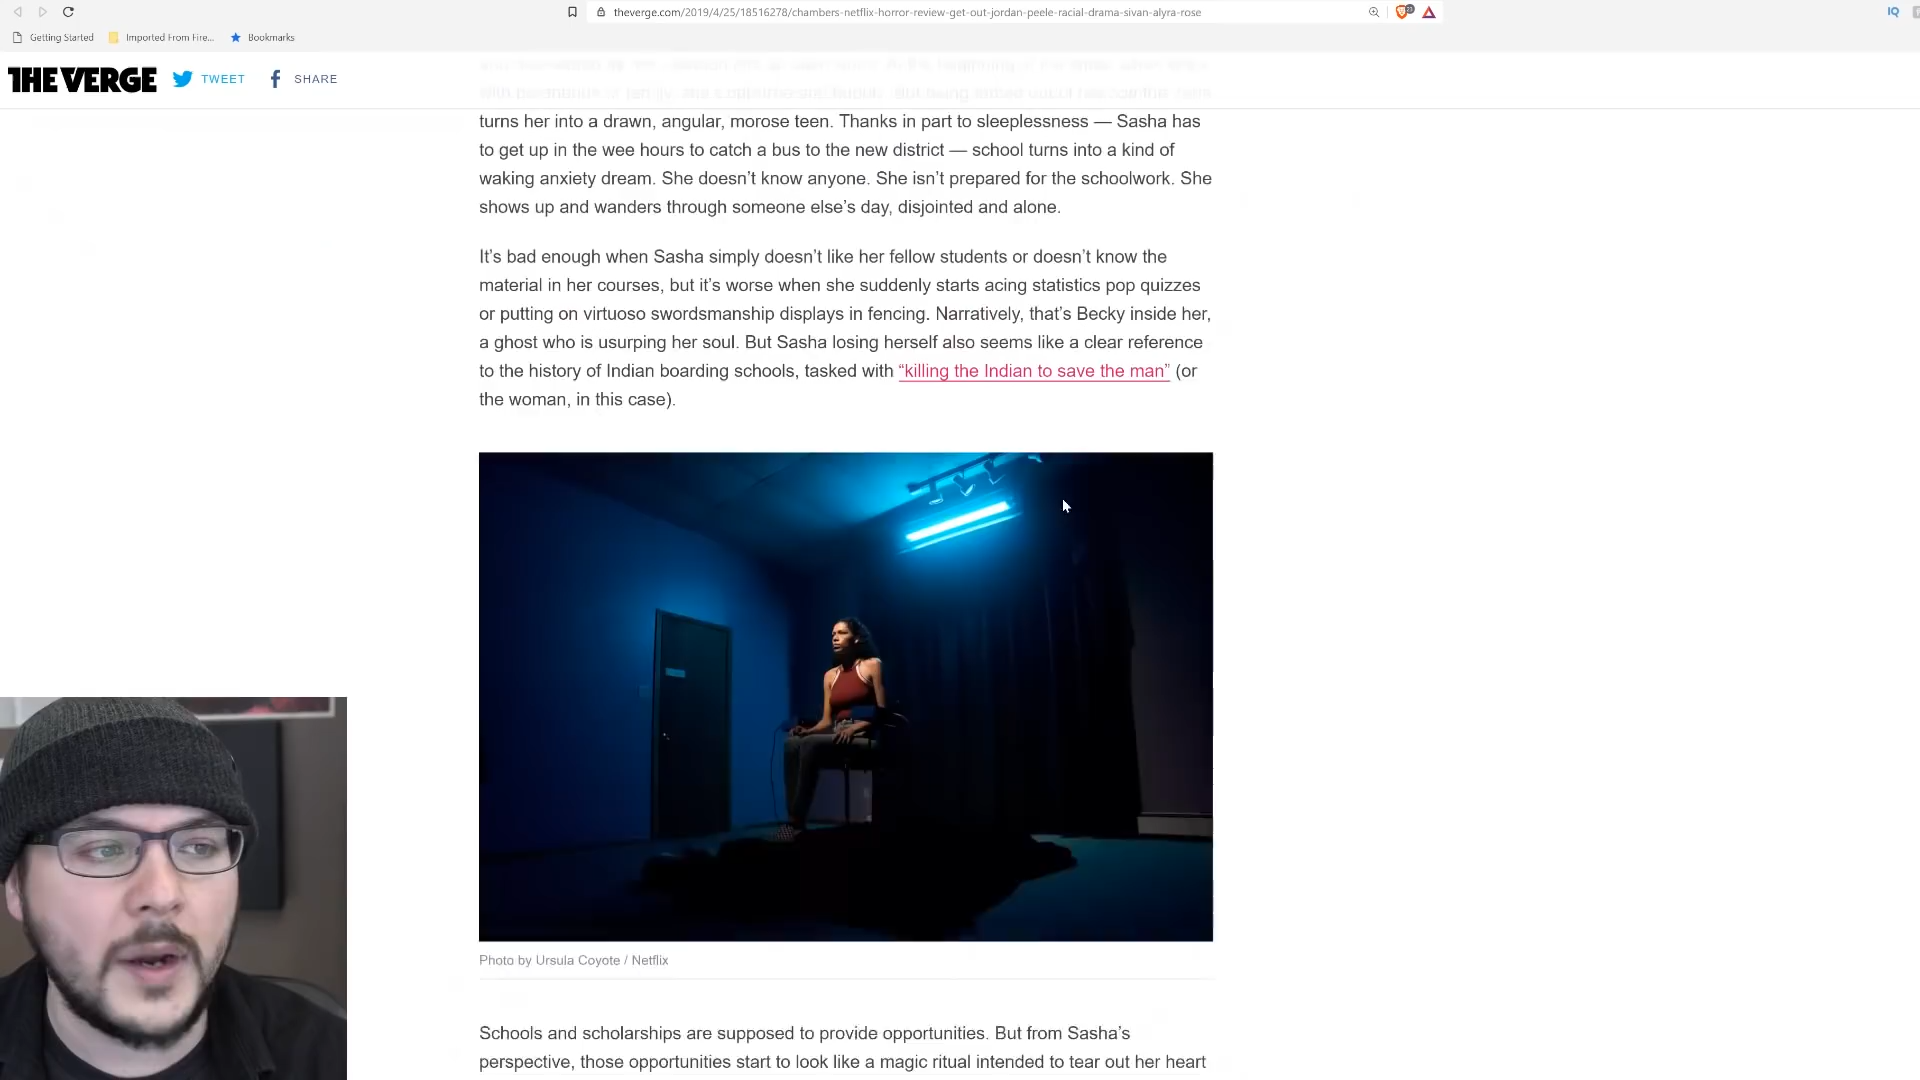 theverge.com/2019/4/25/18516278/chambers-netflix-horror-review-get-out-jordan-peele-racial-drama-sivan-alyra-rose
IQ
Getting Started
Imported From Fire...
Bookmarks
THE VERGE
TWEET
SHARE
turns her into a drawn, angular, morose teen. Thanks in part to sleeplessness — Sasha has
to get up in the wee hours to catch a bus to the new district — school turns into a kind of
waking anxiety dream. She doesn’t know anyone. She isn’t prepared for the schoolwork. She
shows up and wanders through someone else’s day, disjointed and alone.
It’s bad enough when Sasha simply doesn’t like her fellow students or doesn’t know the
material in her courses, but it’s worse when she suddenly starts acing statistics pop quizzes
or putting on virtuoso swordsmanship displays in fencing. Narratively, that’s Becky inside her,
a ghost who is usurping her soul. But Sasha losing herself also seems like a clear reference
to the history of Indian boarding schools, tasked with “killing the Indian to save the man” (or
the woman, in this case).
Photo by Ursula Coyote / Netflix
Schools and scholarships are supposed to provide opportunities. But from Sasha’s
perspective, those opportunities start to look like a magic ritual intended to tear out her heart